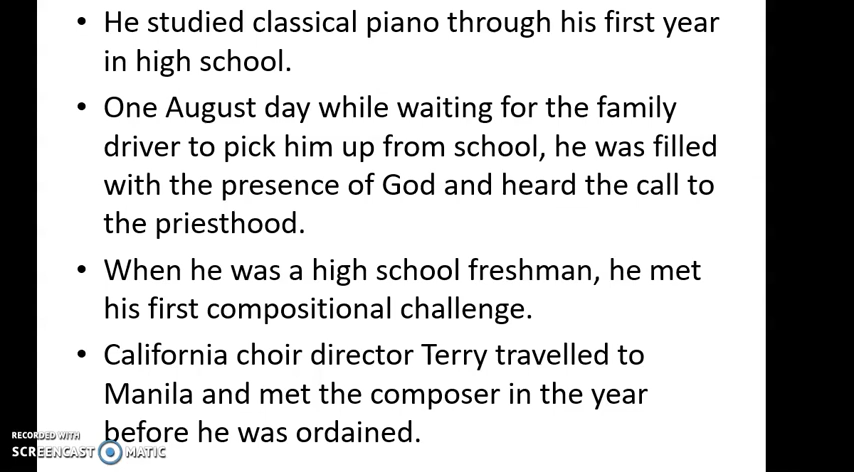 • He studied classical piano through his first year
in high school.
• One August day while waiting for the family
driver to pick him up from school, he was filled
with the presence of God and heard the call to
the priesthood.
• When he was a high school freshman, he met
his first compositional challenge.
• California choir director Terry travelled to
Manila and met the composer in the year
before he was ordained.
RECORDED WITH
SCREENCAST MATIC